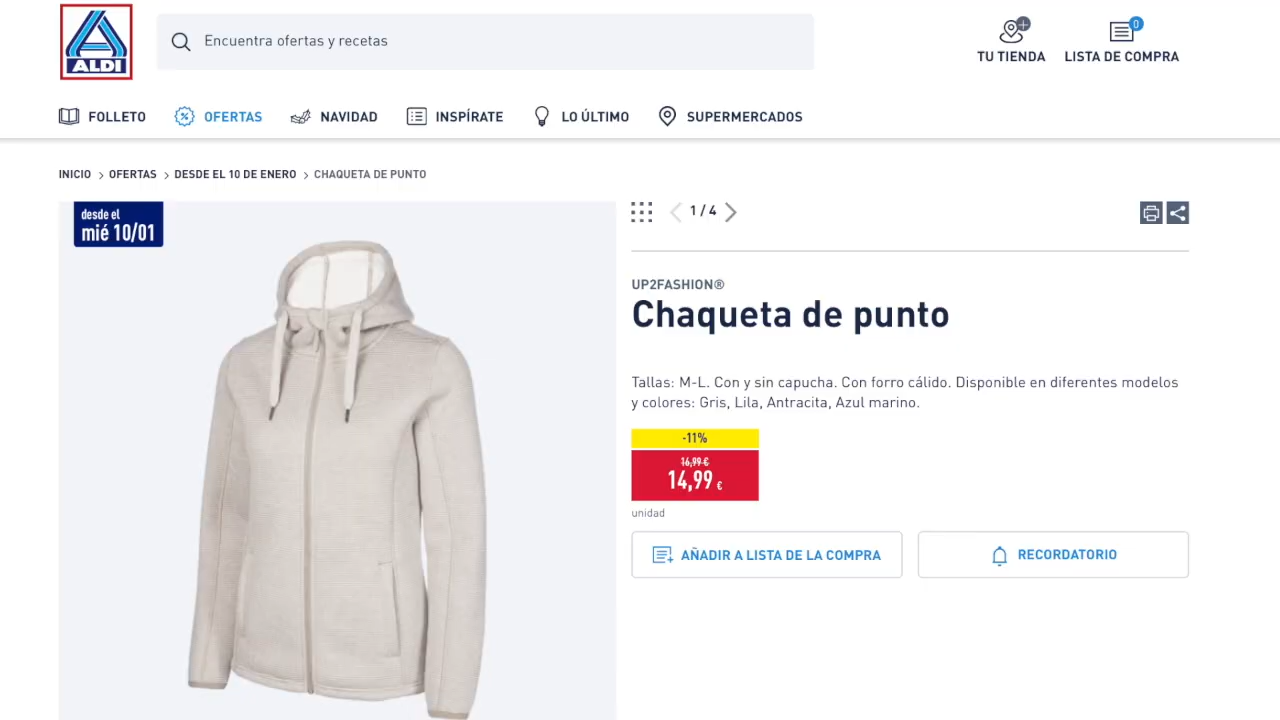 ALDI
Encuentra ofertas y recetas
0
TU TIENDA
LISTA DE COMPRA
FOLLETO
OFERTAS
NAVIDAD
INSPÍRATE
LO ÚLTIMO
SUPERMERCADOS
INICIO > OFERTAS > DESDE EL 10 DE ENERO > CHAQUETA DE PUNTO
desde el
mié 10/01
1 / 4
UP2FASHION®
Chaqueta de punto
Tallas: M-L. Con y sin capucha. Con forro cálido. Disponible en diferentes modelos
y colores: Gris, Lila, Antracita, Azul marino.
-11%
16,99 €
14,99 €
unidad
AÑADIR A LISTA DE LA COMPRA
RECORDATORIO